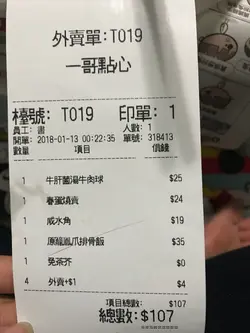 外賣單: T019
一哥點心
檯號: T019 印單: 1
員工: 書 人數: 1
開單: 2018-01-13 00:22:35 單號: 318413
數量 項目 價錢
1 牛肝菌湯牛肉球 $25
1 春蛋燒賣 $24
1 咸水角 $19
1 原籠鳳爪排骨飯 $35
1 免茶芥 $0
4 外賣+$1 $4
項目總數: $107
總數: $107